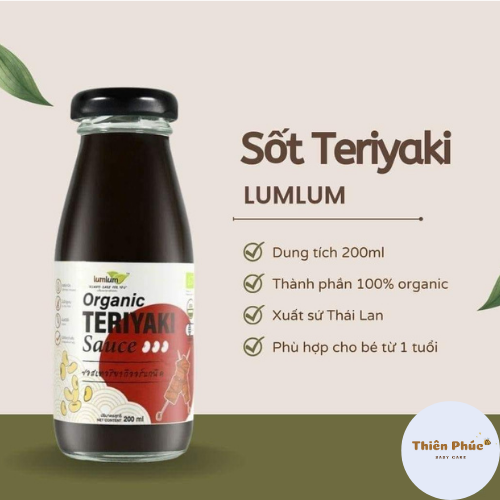 Sốt Teriyaki
LUMLUM
Dung tích 200ml
Thành phần 100% organic
Xuất sứ Thái Lan
Phù hợp cho bé từ 1 tuổi
lumlum
Organic
TERIYAKI
Sauce
200 ml
Thiên Phúc
BABY CARE